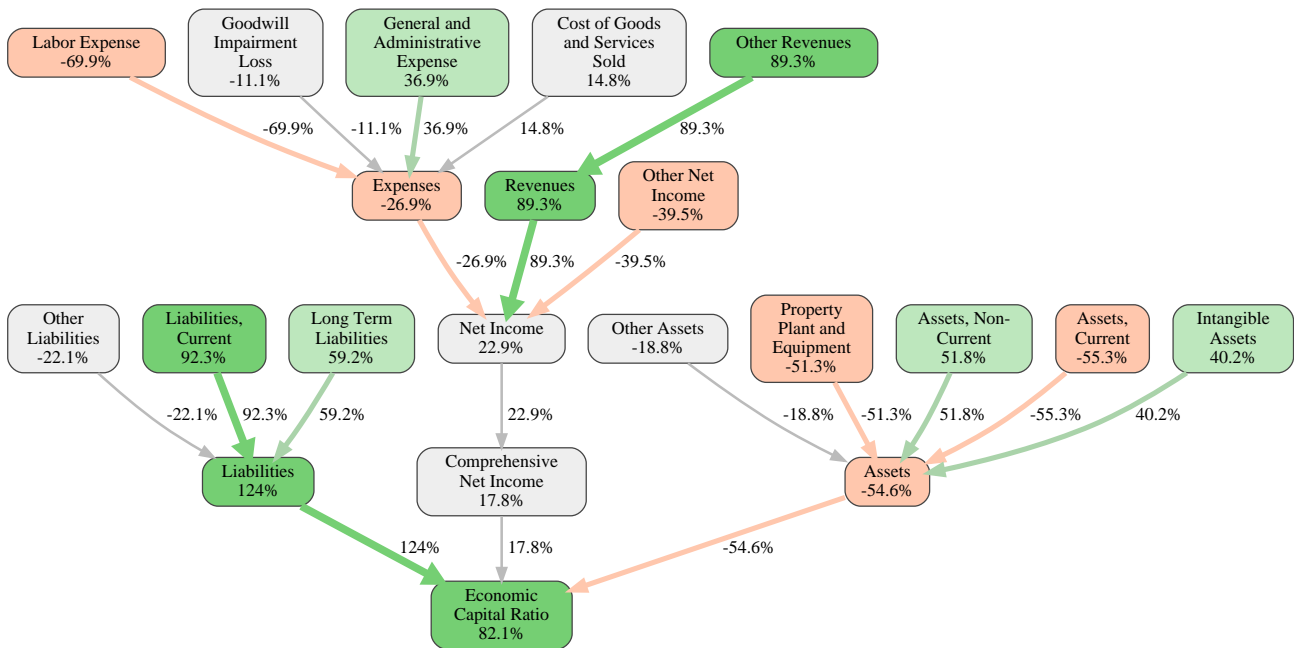 Labor Expense
-69.9%
Goodwill
Impairment
Loss
-11.1%
General and
Administrative
Expense
36.9%
Cost of Goods
and Services
Sold
14.8%
Other Revenues
89.3%
-69.9%
-11.1%
36.9%
14.8%
89.3%
Expenses
-26.9%
Revenues
89.3%
Other Net
Income
-39.5%
-26.9%
89.3%
-39.5%
Other
Liabilities
-22.1%
Liabilities,
Current
92.3%
Long Term
Liabilities
59.2%
Net Income
22.9%
Other Assets
-18.8%
Property
Plant and
Equipment
-51.3%
Assets, Non-
Current
51.8%
Assets,
Current
-55.3%
Intangible
Assets
40.2%
-22.1%
92.3%
59.2%
22.9%
-18.8%
-51.3%
51.8%
-55.3%
40.2%
Liabilities
124%
Comprehensive
Net Income
17.8%
Assets
-54.6%
124%
17.8%
-54.6%
Economic
Capital Ratio
82.1%